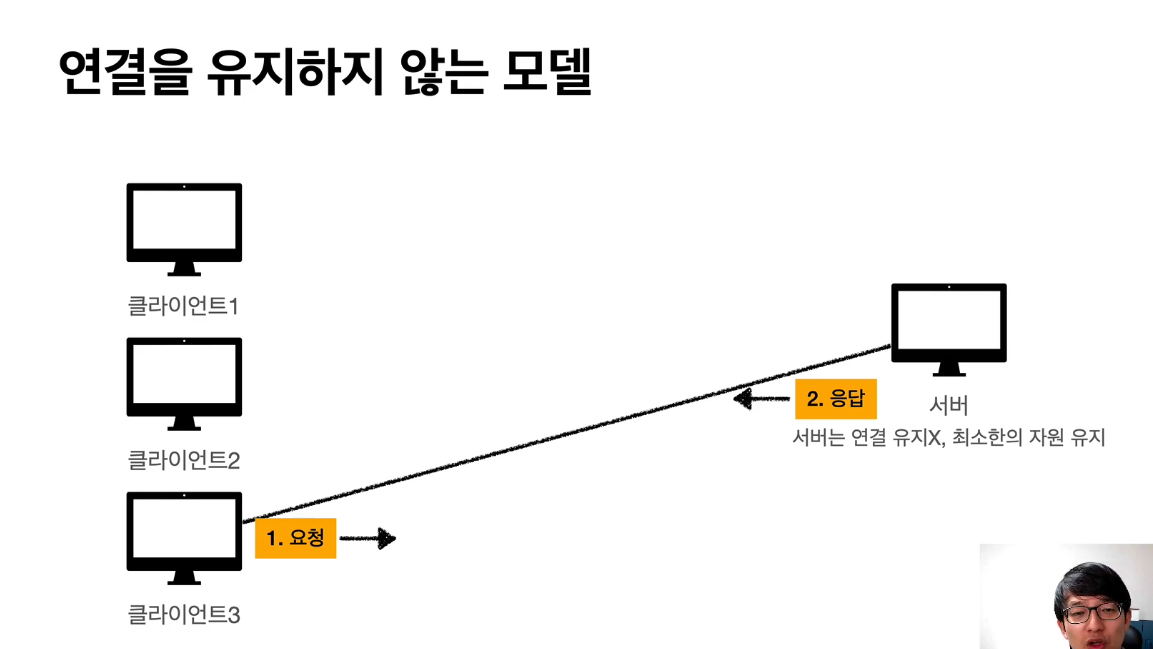 연결을 유지하지 않는 모델
클라이언트1
클라이언트2
클라이언트3
1. 요청
2. 응답
서버
서버는 연결 유지X, 최소한의 자원 유지